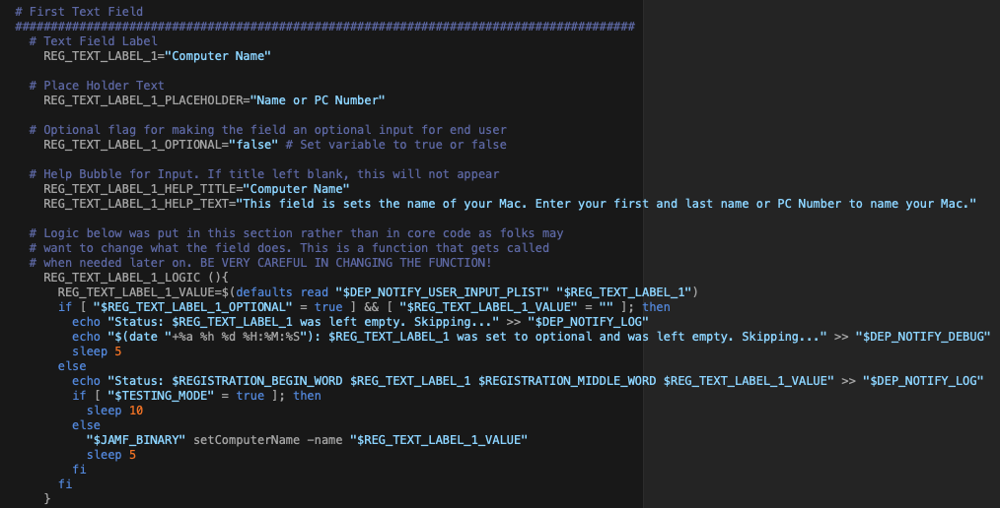 # First Text Field
########################################################################################
# Text Field Label
REG_TEXT_LABEL_1="Computer Name"
# Place Holder Text
REG_TEXT_LABEL_1_PLACEHOLDER="Name or PC Number"
# Optional flag for making the field an optional input for end user
REG_TEXT_LABEL_1_OPTIONAL="false" # Set variable to true or false
# Help Bubble for Input. If title left blank, this will not appear
REG_TEXT_LABEL_1_HELP_TITLE="Computer Name"
REG_TEXT_LABEL_1_HELP_TEXT="This field is sets the name of your Mac. Enter your first and last name or PC Number to name your Mac."
# Logic below was put in this section rather than in core code as folks may
# want to change what the field does. This is a function that gets called
# when needed later on. BE VERY CAREFUL IN CHANGING THE FUNCTION!
REG_TEXT_LABEL_1_LOGIC (){
REG_TEXT_LABEL_1_VALUE=$(defaults read "$DEP_NOTIFY_USER_INPUT_PLIST" "$REG_TEXT_LABEL_1")
if [ "$REG_TEXT_LABEL_1_OPTIONAL" = true ] && [ "$REG_TEXT_LABEL_1_VALUE" = "" ]; then
echo "Status: $REG_TEXT_LABEL_1 was left empty. Skipping..." >> "$DEP_NOTIFY_LOG"
echo "$(date "+%a %h %d %H:%M:%S"): $REG_TEXT_LABEL_1 was set to optional and was left empty. Skipping..." >> "$DEP_NOTIFY_DEBUG"
sleep 5
else
echo "Status: $REGISTRATION_BEGIN_WORD $REG_TEXT_LABEL_1 $REGISTRATION_MIDDLE_WORD $REG_TEXT_LABEL_1_VALUE" >> "$DEP_NOTIFY_LOG"
if [ "$TESTING_MODE" = true ]; then
sleep 10
else
"$JAMF_BINARY" setComputerName -name "$REG_TEXT_LABEL_1_VALUE"
sleep 5
fi
fi
}